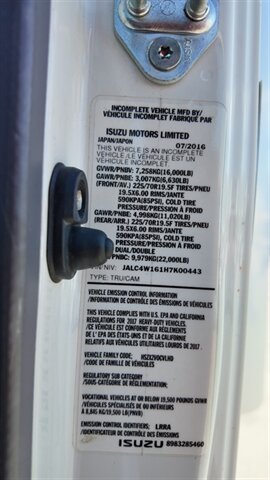 INCOMPLETE VEHICLE MFD BY/
VÉHICULE INCOMPLET FABRIQUÉ PAR
ISUZU MOTORS LIMITED
JAPAN/JAPON 07/2016
THIS VEHICLE IS AN INCOMPLETE
VEHICLE /LE VÉHICULE EST UN
VÉHICULE INCOMPLET
GVWR/PNBV: 7,258KG(16,000LB)
GAWR/PNBE: 3,007KG(6,630LB)
(FRONT/AV.) 225/70R19.5F TIRES/PNEU
19.5X6.00 RIMS/JANTE
590KPA(85PSI), COLD TIRE
PRESSURE/PRESSION À FROID
GAWR/PNBE: 4,998KG(11,020LB)
(REAR/ARR.) 225/70R19.5F TIRES/PNEU
19.5X6.00 RIMS/JANTE
590KPA(85PSI), COLD TIRE
PRESSURE/PRESSION À FROID
DUAL/DOUBLE
PNBC: 9,979KG(22,000LB)
N/NIV: JALC4W161H7K00443
TYPE: TRU/CAM
VEHICLE EMISSION CONTROL INFORMATION/
INFORMATION DE CONTRÔLE DES ÉMISSIONS DE VÉHICULES
THIS VEHICLE COMPLIES WITH U.S. EPA AND CALIFORNIA
REGULATIONS FOR 2017 HEAVY-DUTY VEHICLES.
/CE VÉHICULE EST CONFORME AUX RÈGLEMENTS
DE L' EPA DES ÉTATS-UNIS ET DE LA CALIFORNIE
RELATIFS AUX VÉHICULES UTILITAIRES LOURDS DE 2017 .
VEHICLE FAMILY CODE:
/CODE DE FAMILLE DE VÉHICULES:
REGULATORY SUB CATEGORY
/SOUS-CATÉGORIE DE RÉGLEMENTATION:
VOCATIONAL VEHICLES AT OR BELOW 19,500 POUNDS GVWR
/VÉHICULES SPÉCIALISÉS DE OU INFÉRIEURS
À 8,845 KG/19,500 LB(PNBV)
EMISSION CONTROL IDENTIFIERS: LRRA
/IDENTIFICATEUR DE CONTRÔLE DES ÉMISSIONS
ISUZU 8983285460